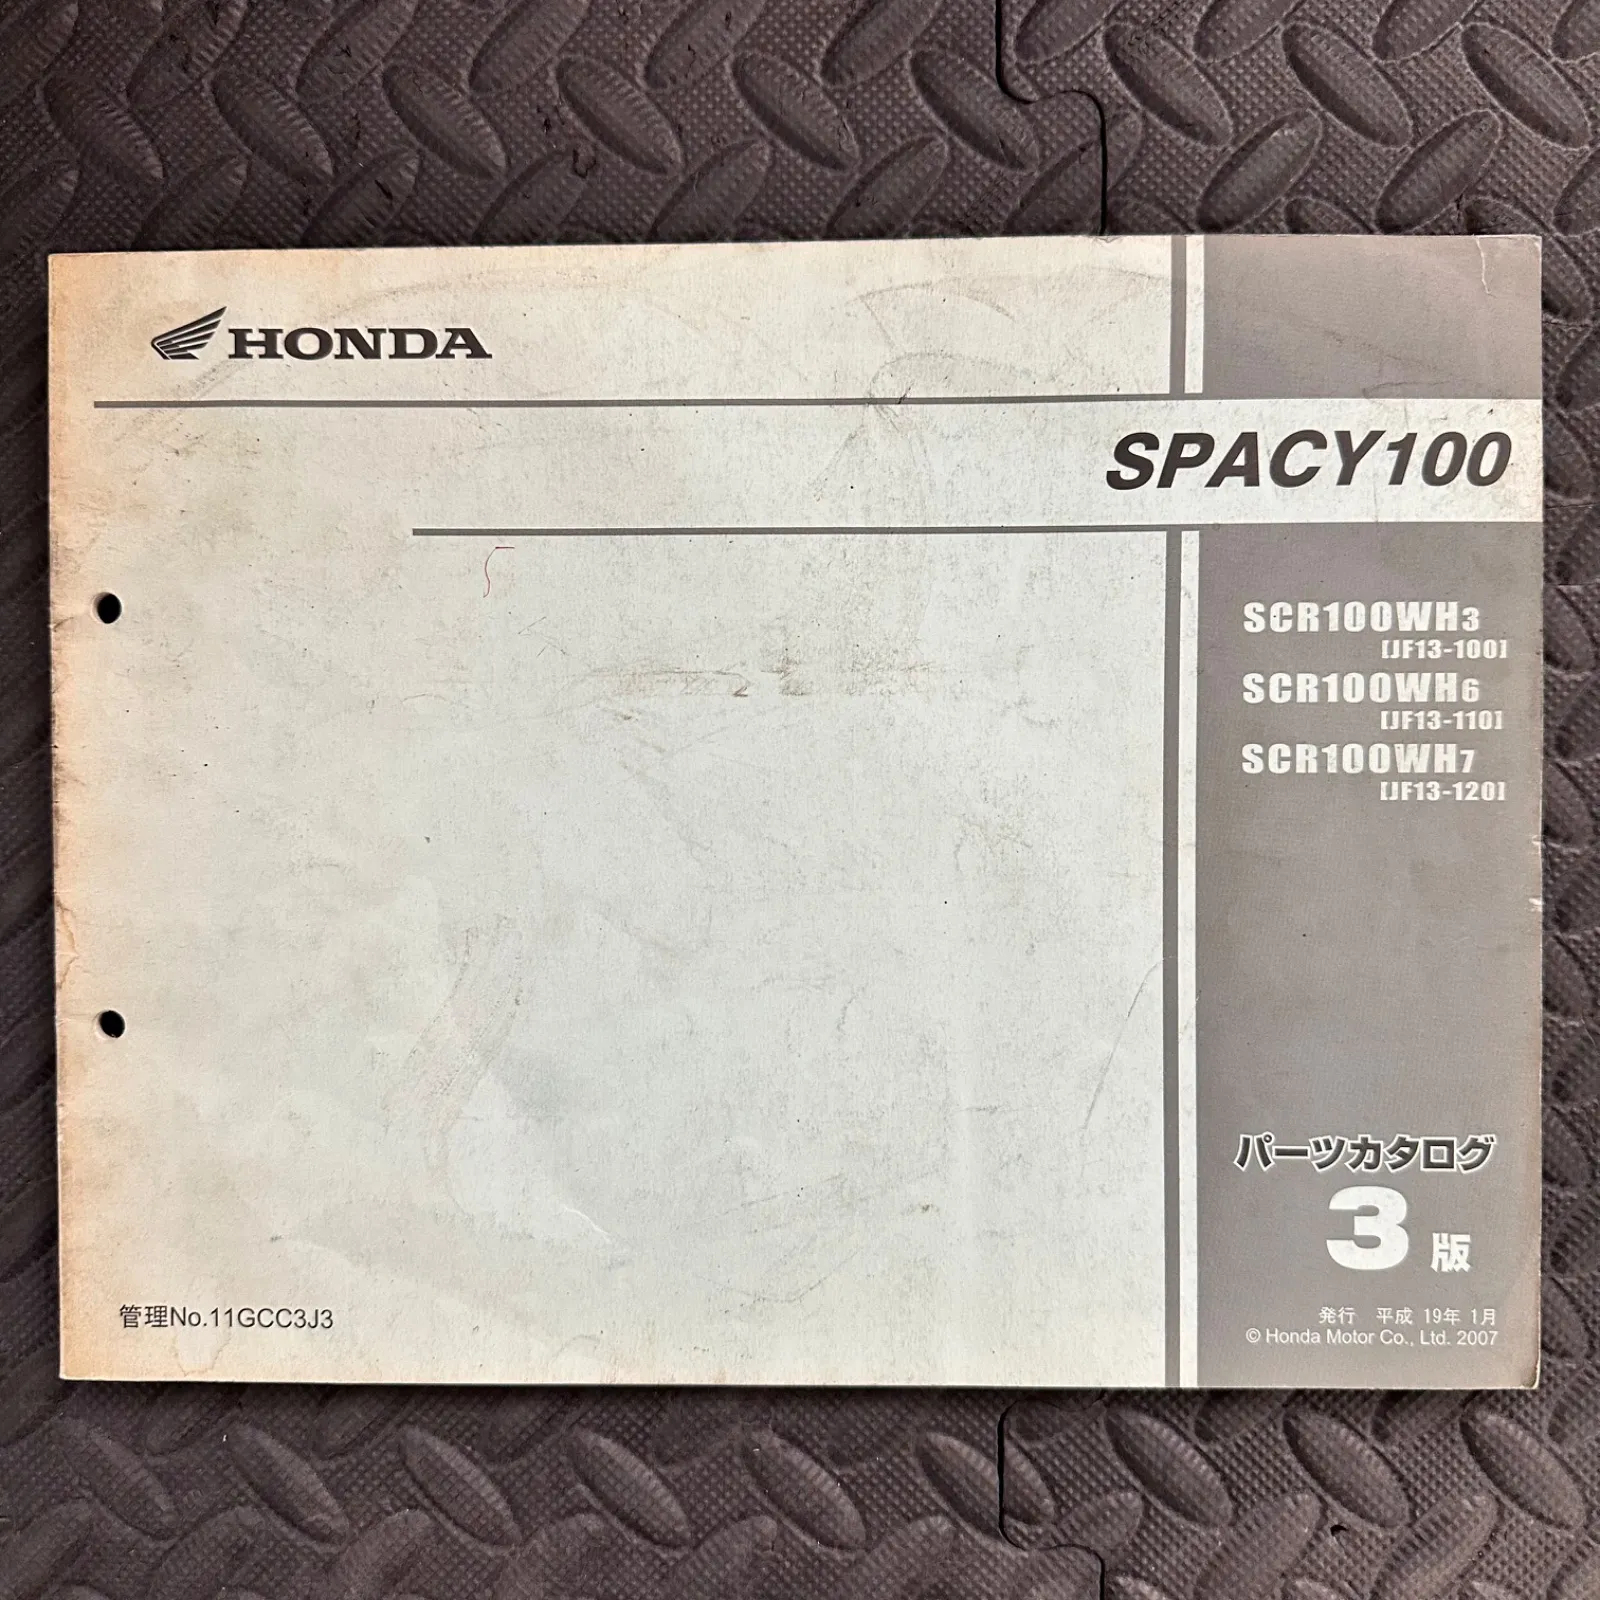 HONDA
SPACY100
SCR100WH3
[JF13-100]
SCR100WH6
[JF13-110]
SCR100WH7
[JF13-120]
パーツカタログ
3版
管理No.11GCC3J3
発行 平成 19年 1月
© Honda Motor Co., Ltd. 2007